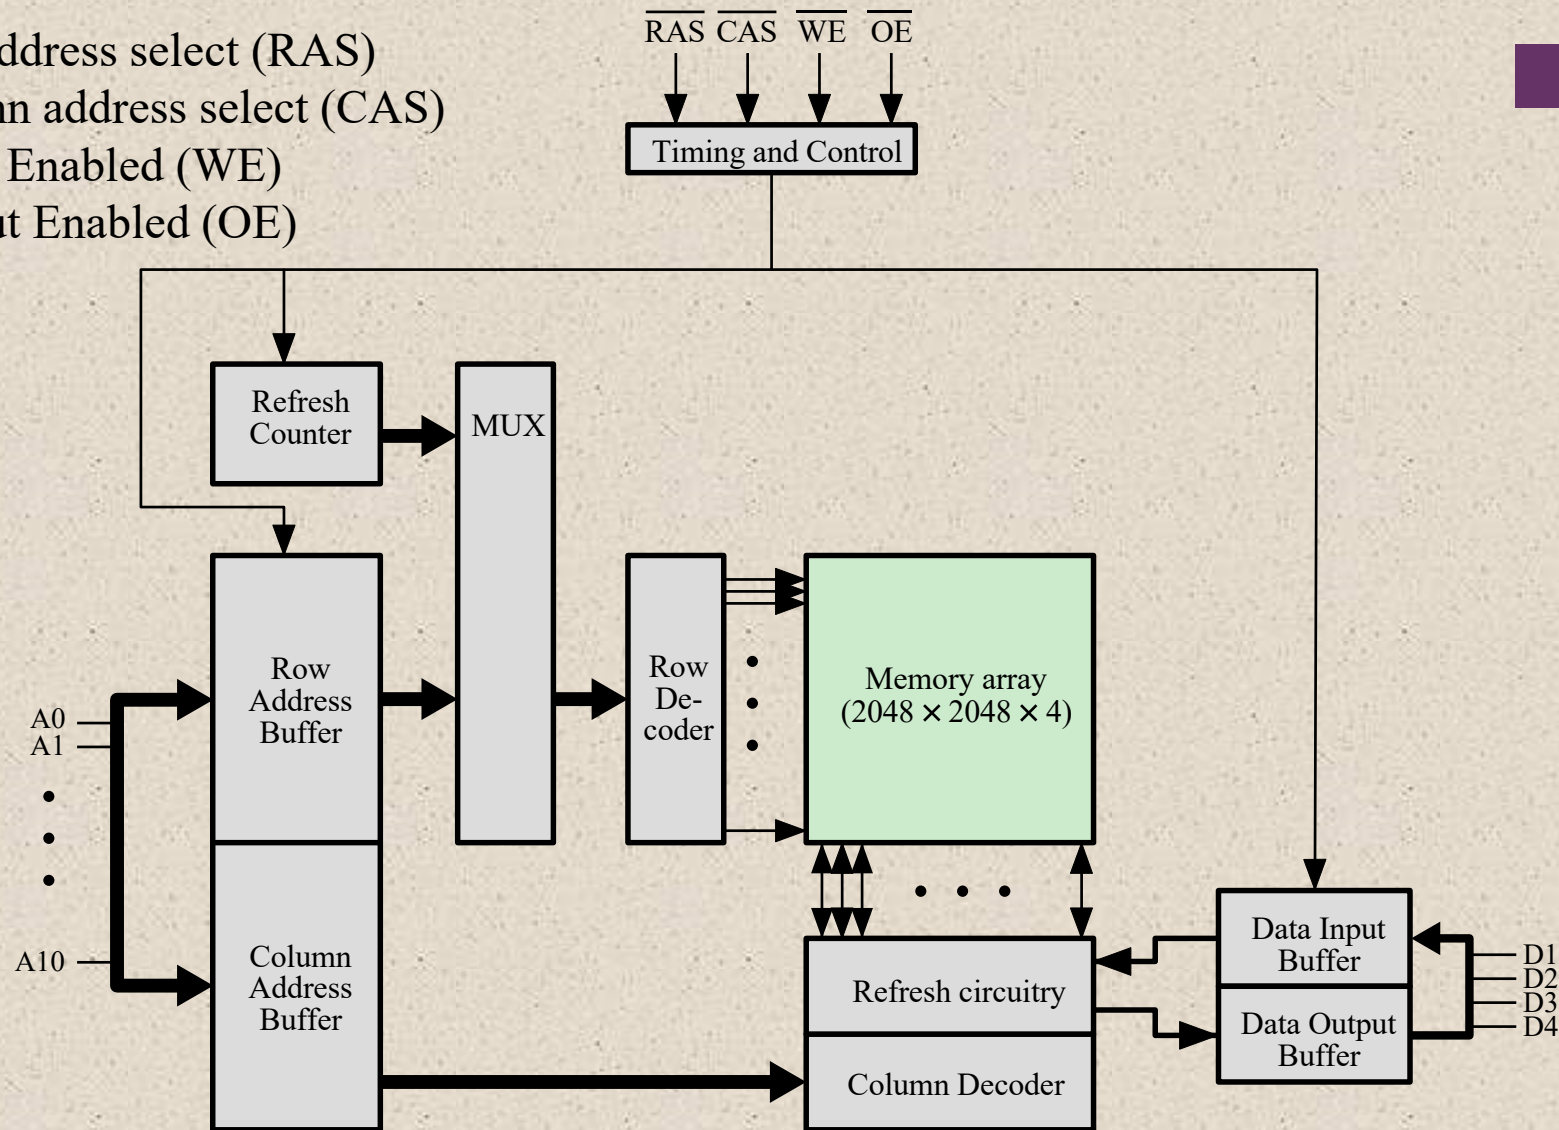 address select (RAS)
address select (CAS)
Enabled (WE)
Enabled (OE)
RAS CAS WE OE
Timing and Control
Refresh
Counter
MUX
Row
Address
Buffer
Row
De-
coder
Memory array
(2048 × 2048 × 4)
A0
A1
A10
Column
Address
Buffer
Refresh circuitry
Column Decoder
Data Input
Buffer
Data Output
Buffer
D1
D2
D3
D4